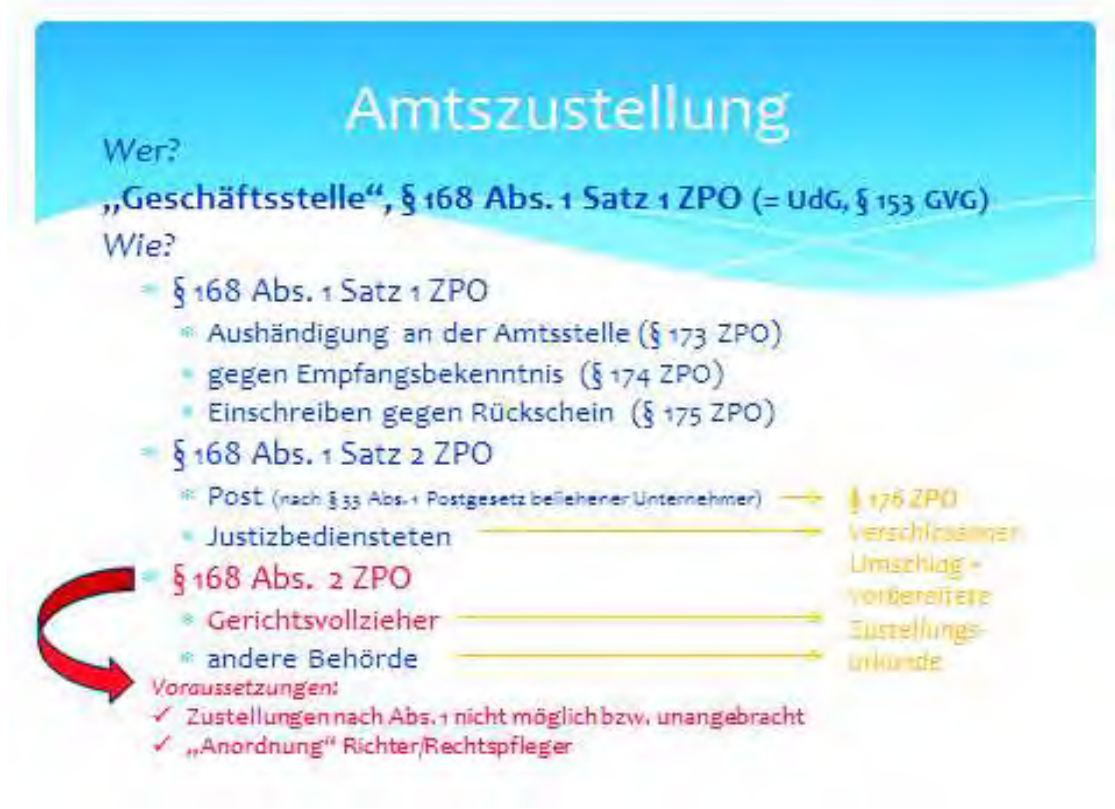 Amtszustellung
Wer?
„Geschäftsstelle“, § 168 Abs. 1 Satz 1 ZPO (= UdG, § 153 GVG)
Wie?
§ 168 Abs. 1 Satz 1 ZPO
Aushändigung an der Amtsstelle (§ 173 ZPO)
gegen Empfangsbekenntnis (§ 174 ZPO)
Einschreiben gegen Rückschein (§ 175 ZPO)
§ 168 Abs. 1 Satz 2 ZPO
Post (nach § 33 Abs. 1 Postgesetz beliehener Unternehmer)
Justizbediensteten
§ 168 Abs. 2 ZPO
Gerichtsvollzieher
andere Behörde
§ 176 ZPO
verschlossener
Umschlag +
vorbereitete
Zustellungs-
urkunde
Voraussetzungen:
✓ Zustellungen nach Abs. 1 nicht möglich bzw. unangebracht
✓ „Anordnung“ Richter/Rechtspfleger